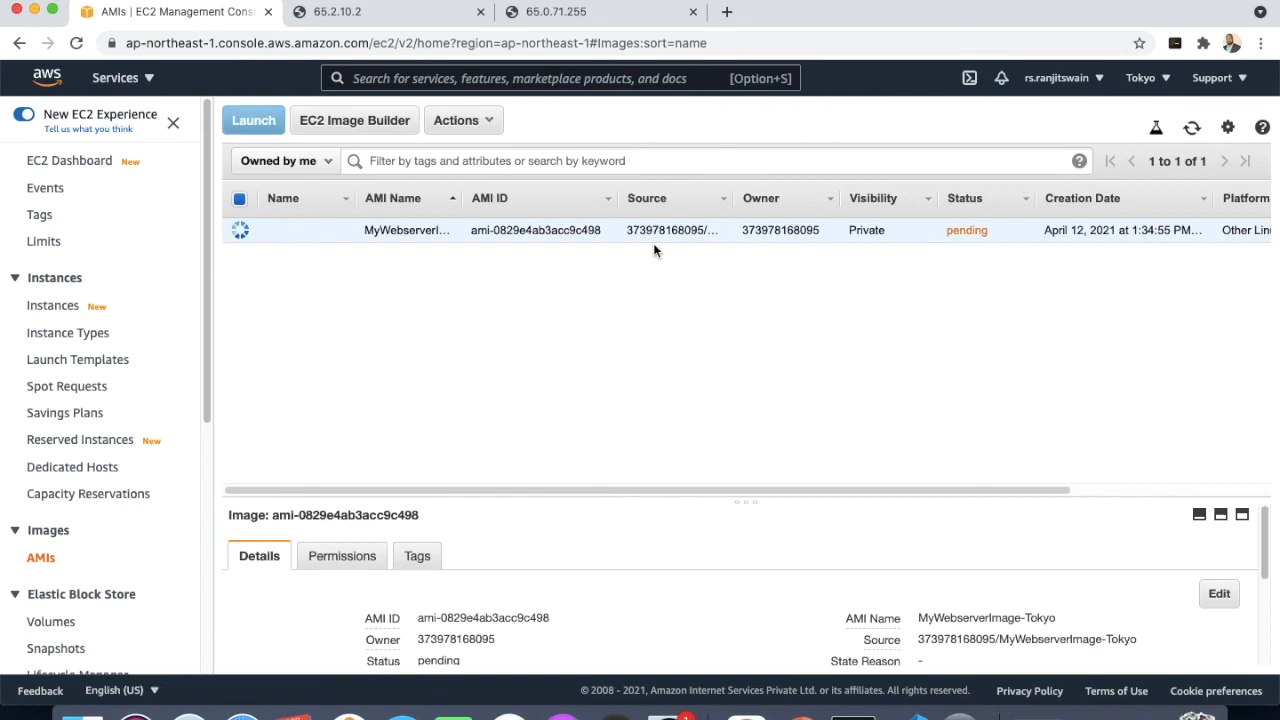 AMIs | EC2 Management Cons
65.2.10.2
65.0.71.255
ap-northeast-1.console.aws.amazon.com/ec2/v2/home?region=ap-northeast-1#Images:sort=name
aws Services Search for services, features, marketplace products, and docs [Option+S] rs.ranjitswain Tokyo Support
New EC2 Experience
Tell us what you think
EC2 Dashboard New
Events
Tags
Limits
Instances
Instances New
Instance Types
Launch Templates
Spot Requests
Savings Plans
Reserved Instances New
Dedicated Hosts
Capacity Reservations
Images
AMIs
Elastic Block Store
Volumes
Snapshots
Lifecycle Manager
Launch EC2 Image Builder Actions
Owned by me Filter by tags and attributes or search by keyword 1 to 1 of 1
Name AMI Name AMI ID Source Owner Visibility Status Creation Date Platform
MyWebserverI... ami-0829e4ab3acc9c498 373978168095/... 373978168095 Private pending April 12, 2021 at 1:34:55 PM... Other Lin
Image: ami-0829e4ab3acc9c498
Details Permissions Tags
Edit
AMI ID ami-0829e4ab3acc9c498 AMI Name MyWebserverImage-Tokyo
Owner 373978168095 Source 373978168095/MyWebserverImage-Tokyo
Status pending State Reason -
Feedback English (US) © 2008 - 2021, Amazon Internet Services Private Ltd. or its affiliates. All rights reserved. Privacy Policy Terms of Use Cookie preferences